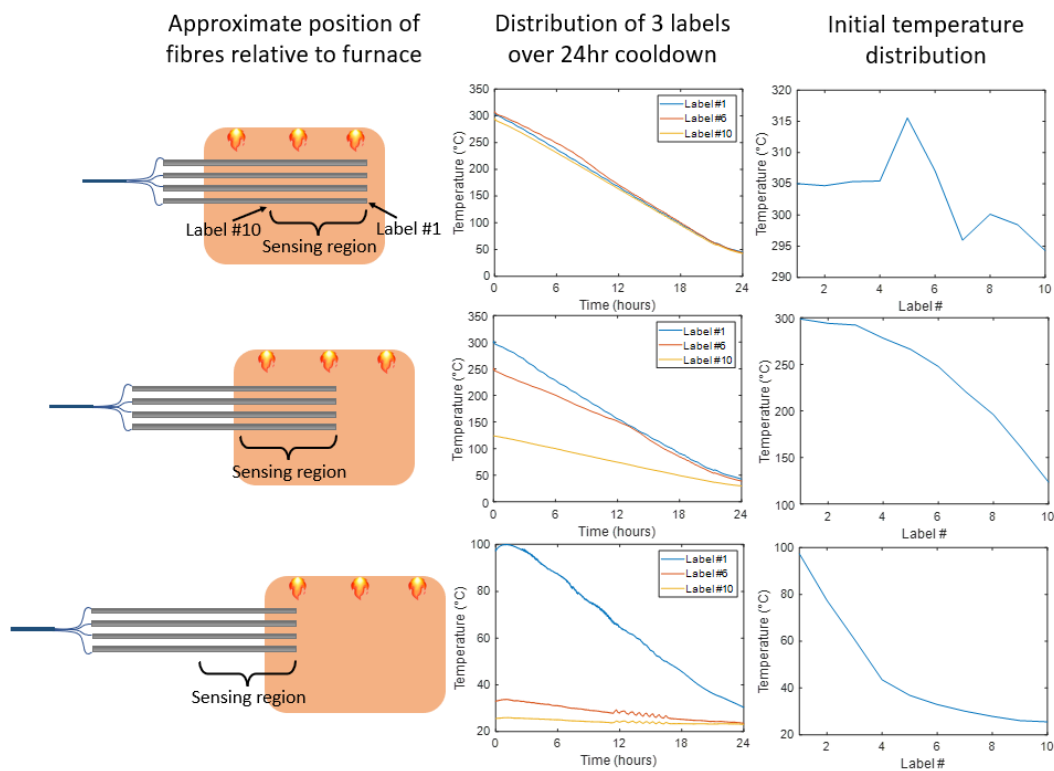 Approximate position of
fibres relative to furnace
Distribution of 3 labels
over 24hr cooldown
Initial temperature
distribution
Label #10
Label #1
Sensing region
Temperature (°C)
350
300
250
200
150
100
50
0
Label #1
Label #6
Label #10
0 6 12 18 24
Time (hours)
Temperature (°C)
320
315
310
305
300
295
290
2 4 6 8 10
Label #
Sensing region
Temperature (°C)
350
300
250
200
150
100
50
0
Label #1
Label #6
Label #10
0 6 12 18 24
Time (hours)
Temperature (°C)
300
250
200
150
100
2 4 6 8 10
Label #
Sensing region
Temperature (°C)
100
80
60
40
20
Label #1
Label #6
Label #10
0 6 12 18 24
Time (hours)
Temperature (°C)
100
80
60
40
20
2 4 6 8 10
Label #